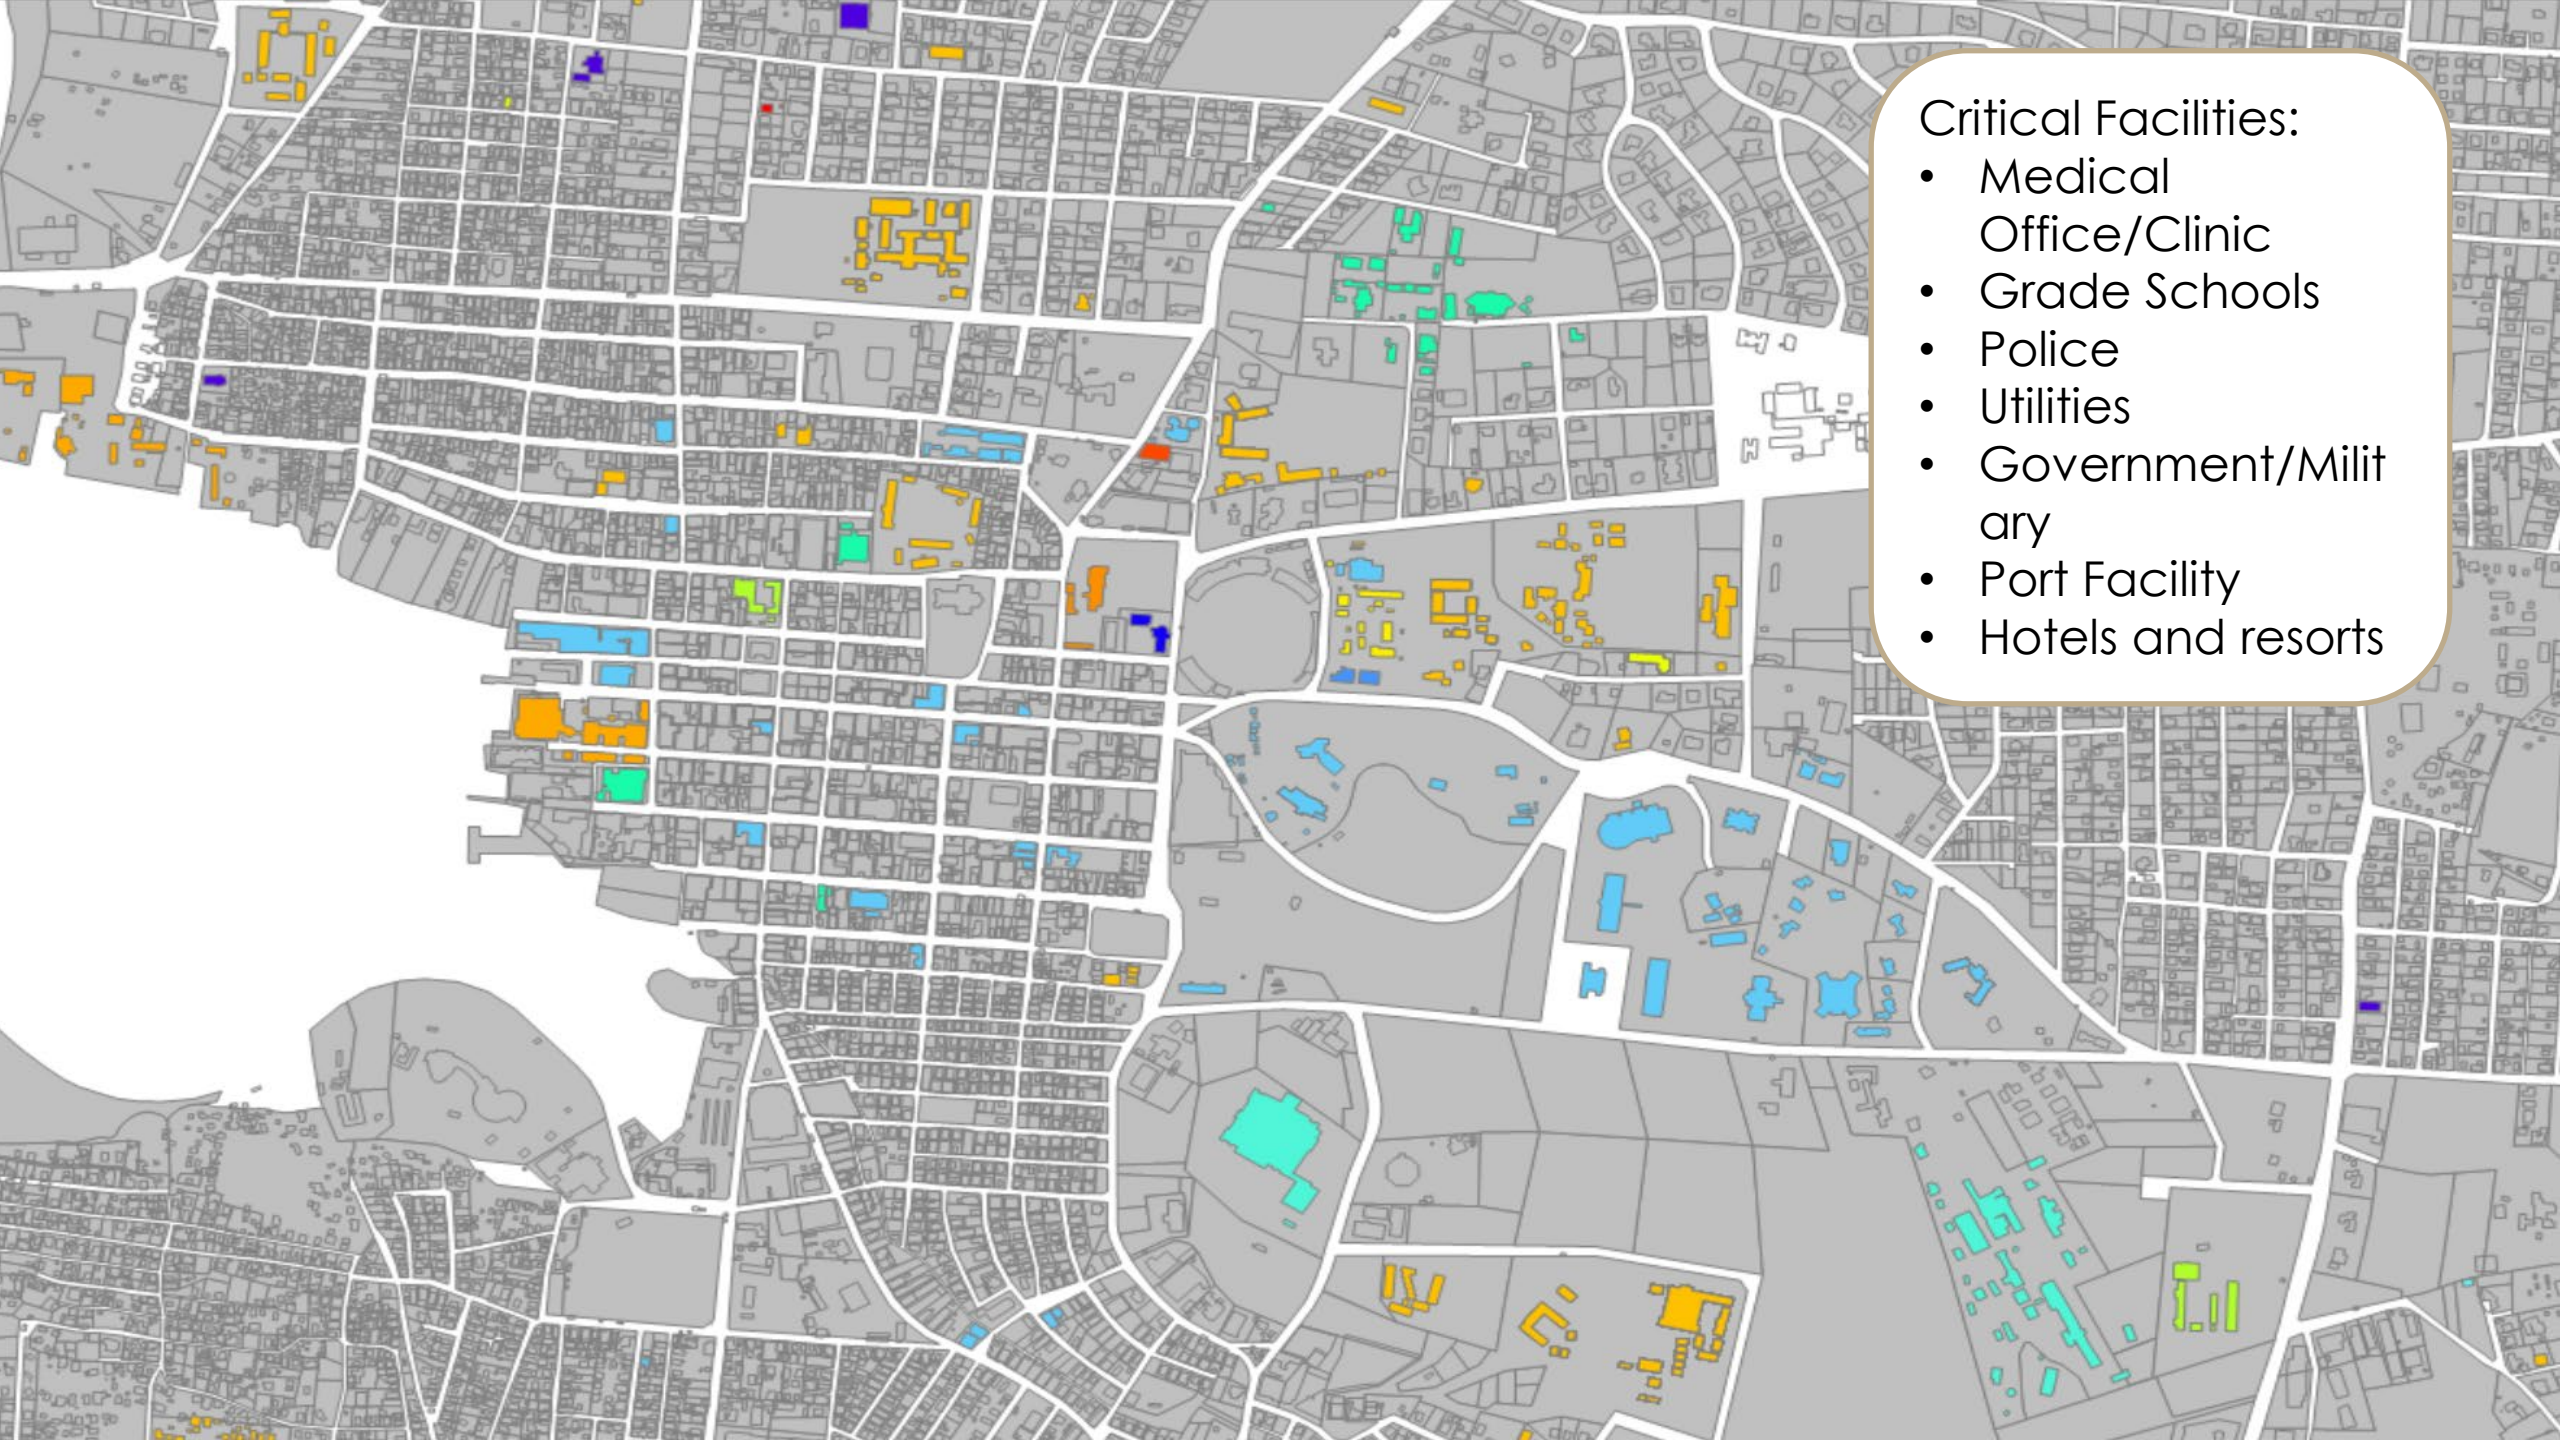 Critical Facilities:
• Medical
Office/Clinic
• Grade Schools
• Police
• Utilities
• Government/Milit
ary
• Port Facility
• Hotels and resorts